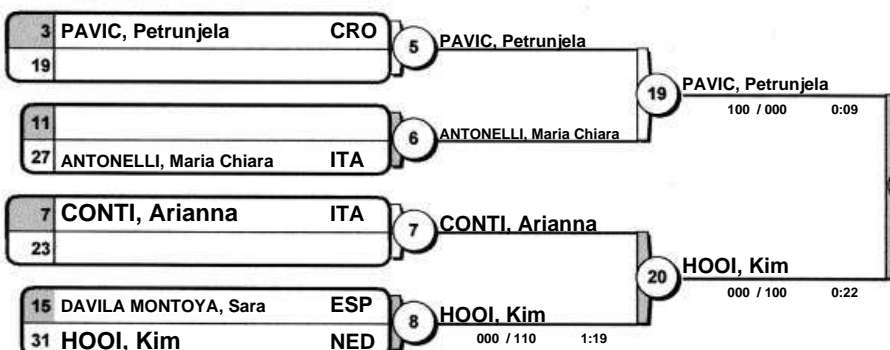 3 PAVIC, Petrunjela CRO
19
5 PAVIC, Petrunjela
11
27 ANTONELLI, Maria Chiara ITA
6 ANTONELLI, Maria Chiara
19 PAVIC, Petrunjela
100 / 000 0:09
7 CONTI, Arianna ITA
23
7 CONTI, Arianna
15 DAVILA MONTOYA, Sara ESP
31 HOOI, Kim NED
8 HOOI, Kim
000 / 110 1:19
20 HOOI, Kim
000 / 100 0:22